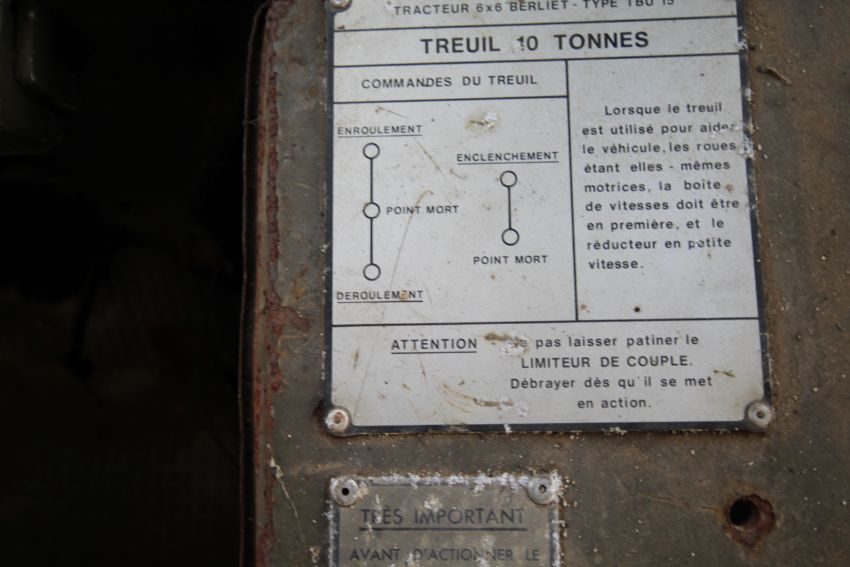 TRACTEUR 6x6 BERLIET - TYPE TBU 15
TREUIL 10 TONNES
COMMANDES DU TREUIL
ENROULEMENT
POINT MORT
DEROULEMENT
ENCLENCHEMENT
POINT MORT
Lorsque le treuil
est utilisé pour aider
le véhicule, les roues
étant elles - mêmes
motrices, la boîte
de vitesses doit être
en première, et le
réducteur en petite
vitesse.
ATTENTION - Ne pas laisser patiner le
LIMITEUR DE COUPLE.
Débrayer dès qu'il se met
en action.
TRÈS IMPORTANT
AVANT D'ACTIONNER LE